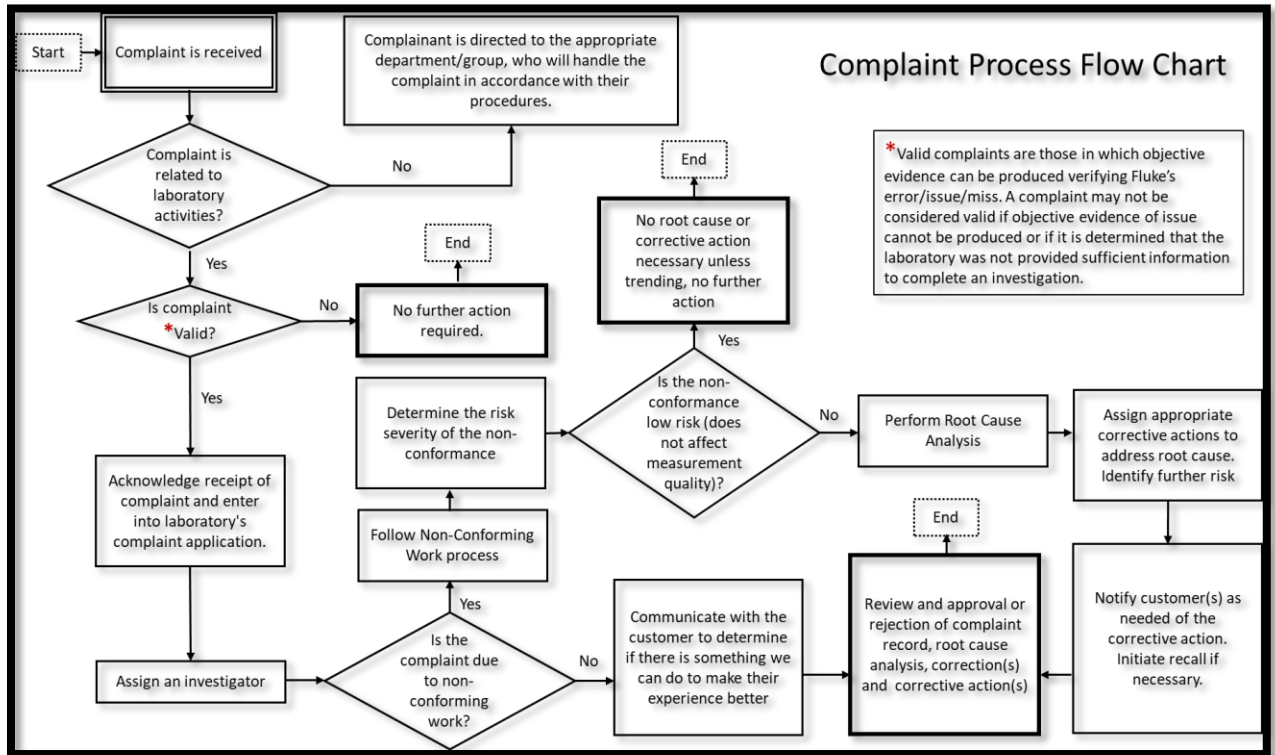 Complaint Process Flow Chart
Start
Complaint is received
Complainant is directed to the appropriate
department/group, who will handle the
complaint in accordance with their
procedures.
Complaint is
related to
laboratory
activities?
No
Yes
*Valid complaints are those in which objective
evidence can be produced verifying Fluke's
error/issue/miss. A complaint may not be
considered valid if objective evidence of issue
cannot be produced or if it is determined that the
laboratory was not provided sufficient information
to complete an investigation.
Is complaint
*Valid?
No
No further action
required.
End
Yes
Acknowledge receipt of
complaint and enter
into laboratory's
complaint application.
Assign an investigator
Is the
complaint due
to non-
conforming
work?
Yes
Follow Non-Conforming
Work process
Determine the risk
severity of the non-
conformance
Is the non-
conformance
low risk (does
not affect
measurement
quality)?
Yes
No root cause or
corrective action
necessary unless
trending, no further
action
End
No
Perform Root Cause
Analysis
Assign appropriate
corrective actions to
address root cause.
Identify further risk
Notify customer(s) as
needed of the
corrective action.
Initiate recall if
necessary.
No
Communicate with the
customer to determine
if there is something we
can do to make their
experience better
Review and approval or
rejection of complaint
record, root cause
analysis, correction(s)
and corrective action(s)
End